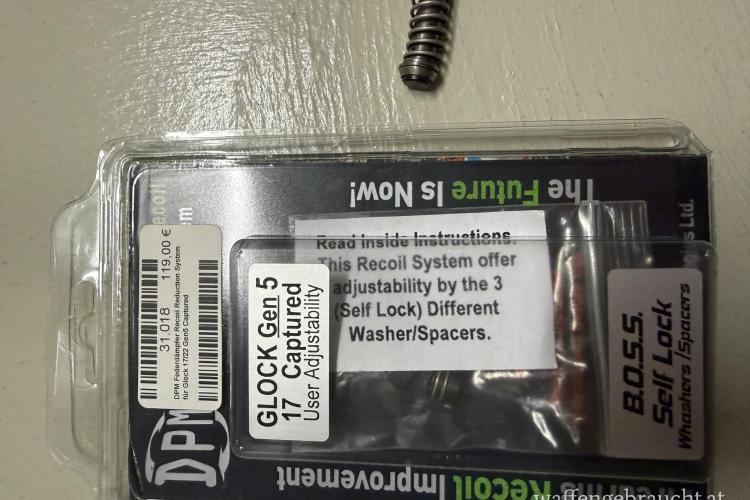 The Future Is Now!
Read Inside Instructions.
This Recoil System offer
adjustability by the 3
(Self Lock) Different
Washer/Spacers.
31.018 119,00 €
DPM Federdämpfer Recoil Reduction System
für Glock 17/22 Gen5 Captured
GLOCK Gen 5
17 Captured
User Adjustability
B.O.S.S.
Self Lock
Whashers /Spacers
DPM
Recoil Improvement
Ltd.
waffengebraucht.at